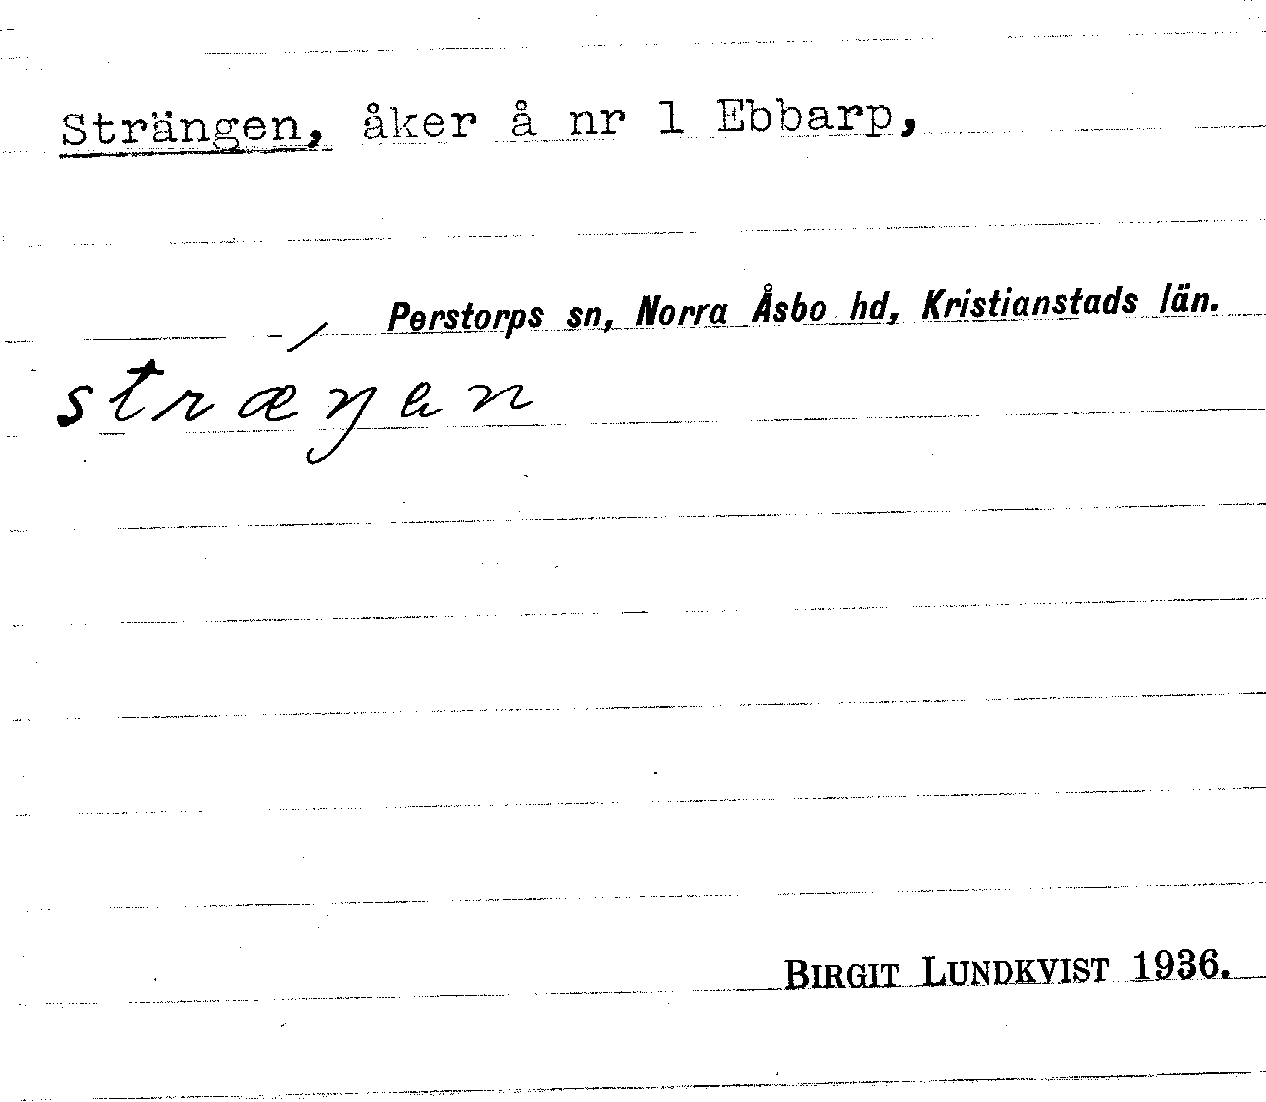 Strängen, åker å nr 1 Ebbarp,
Perstorps sn, Norra Åsbo hd, Kristianstads län.
stræŋən
BIRGIT LUNDKVIST 1936.